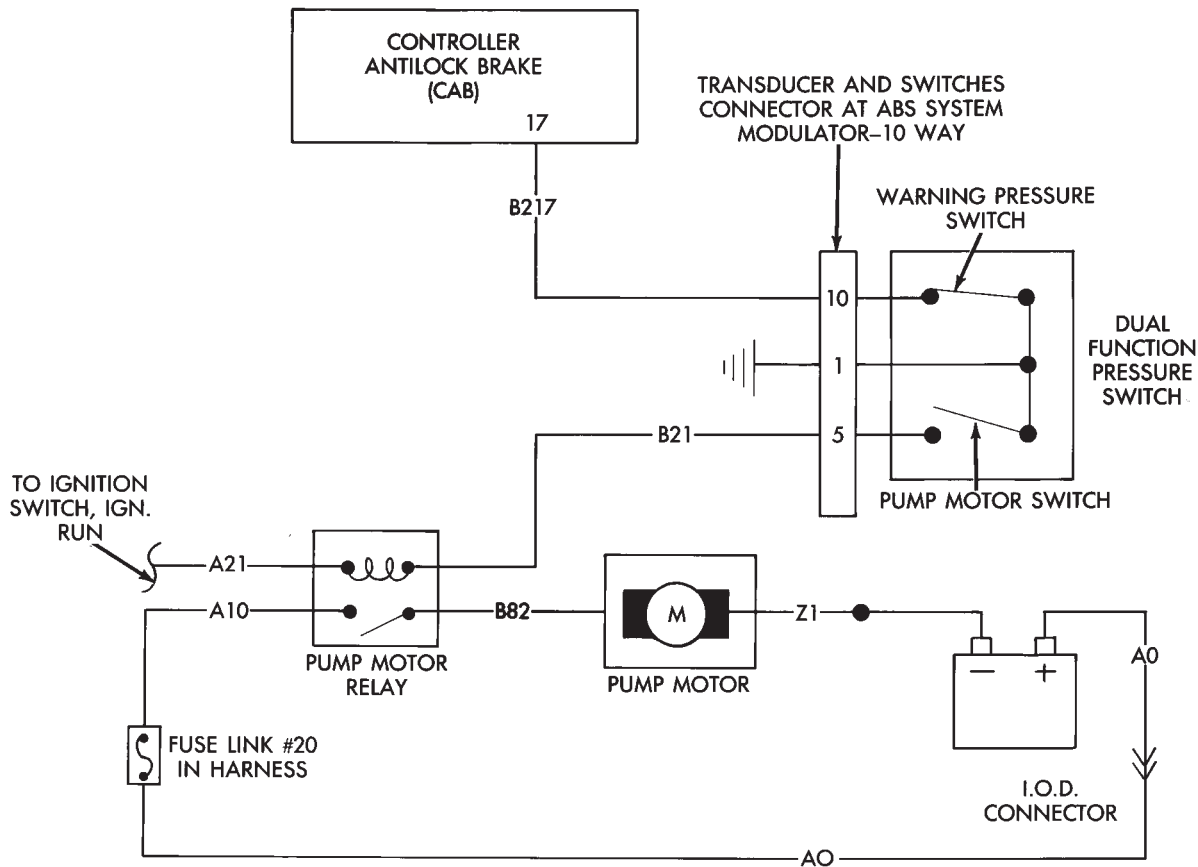 CONTROLLER
ANTILOCK BRAKE
(CAB)
17
TRANSDUCER AND SWITCHES
CONNECTOR AT ABS SYSTEM
MODULATOR–10 WAY
B217
WARNING PRESSURE
SWITCH
10
1
5
DUAL
FUNCTION
PRESSURE
SWITCH
B21
PUMP MOTOR SWITCH
TO IGNITION
SWITCH, IGN.
RUN
A21
A10
PUMP MOTOR
RELAY
B82
M
PUMP MOTOR
Z1
– +
A0
FUSE LINK #20
IN HARNESS
I.O.D.
CONNECTOR
AO